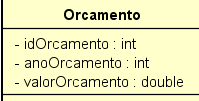 Orcamento
- idOrcamento : int
- anoOrcamento : int
- valorOrcamento : double